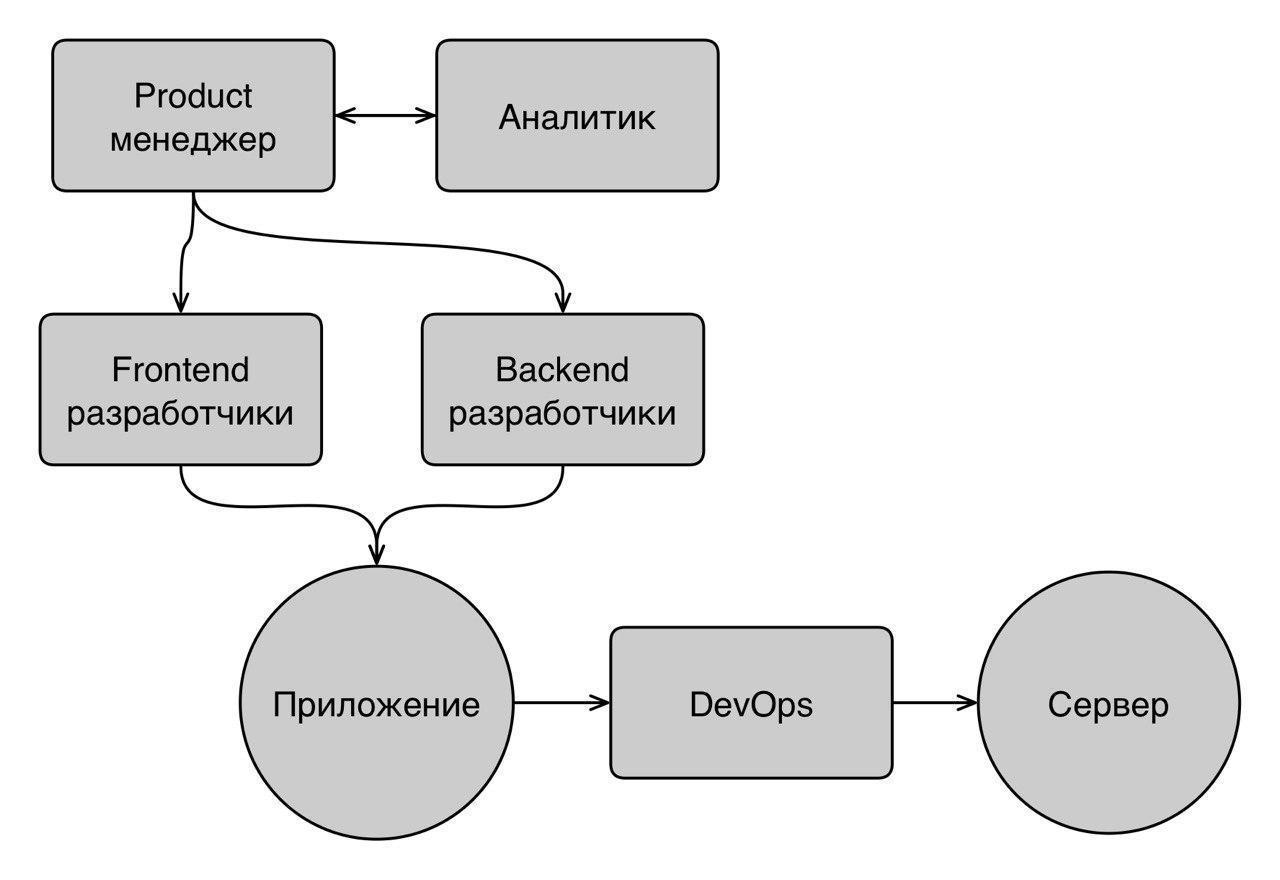 Product
менеджер
Аналитик
Frontend
разработчики
Backend
разработчики
Приложение
DevOps
Сервер